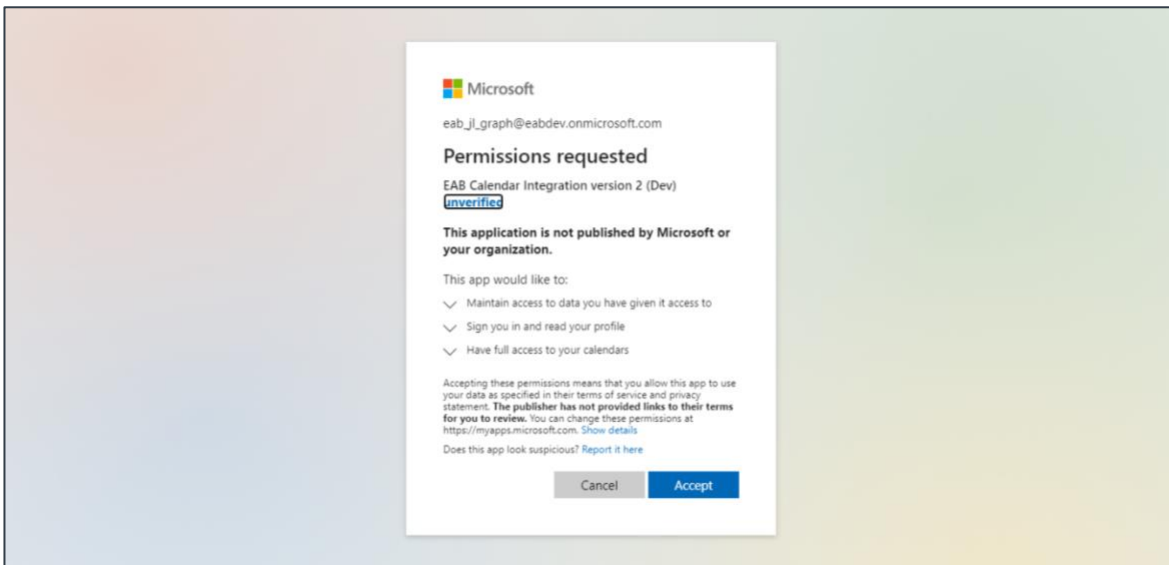 Microsoft
eab_jl_graph@eabdev.onmicrosoft.com
Permissions requested
EAB Calendar Integration version 2 (Dev)
unverified
This application is not published by Microsoft or
your organization.
This app would like to:
Maintain access to data you have given it access to
Sign you in and read your profile
Have full access to your calendars
Accepting these permissions means that you allow this app to use
your data as specified in their terms of service and privacy
statement. The publisher has not provided links to their terms
for you to review. You can change these permissions at
https://myapps.microsoft.com. Show details
Does this app look suspicious? Report it here
Cancel Accept